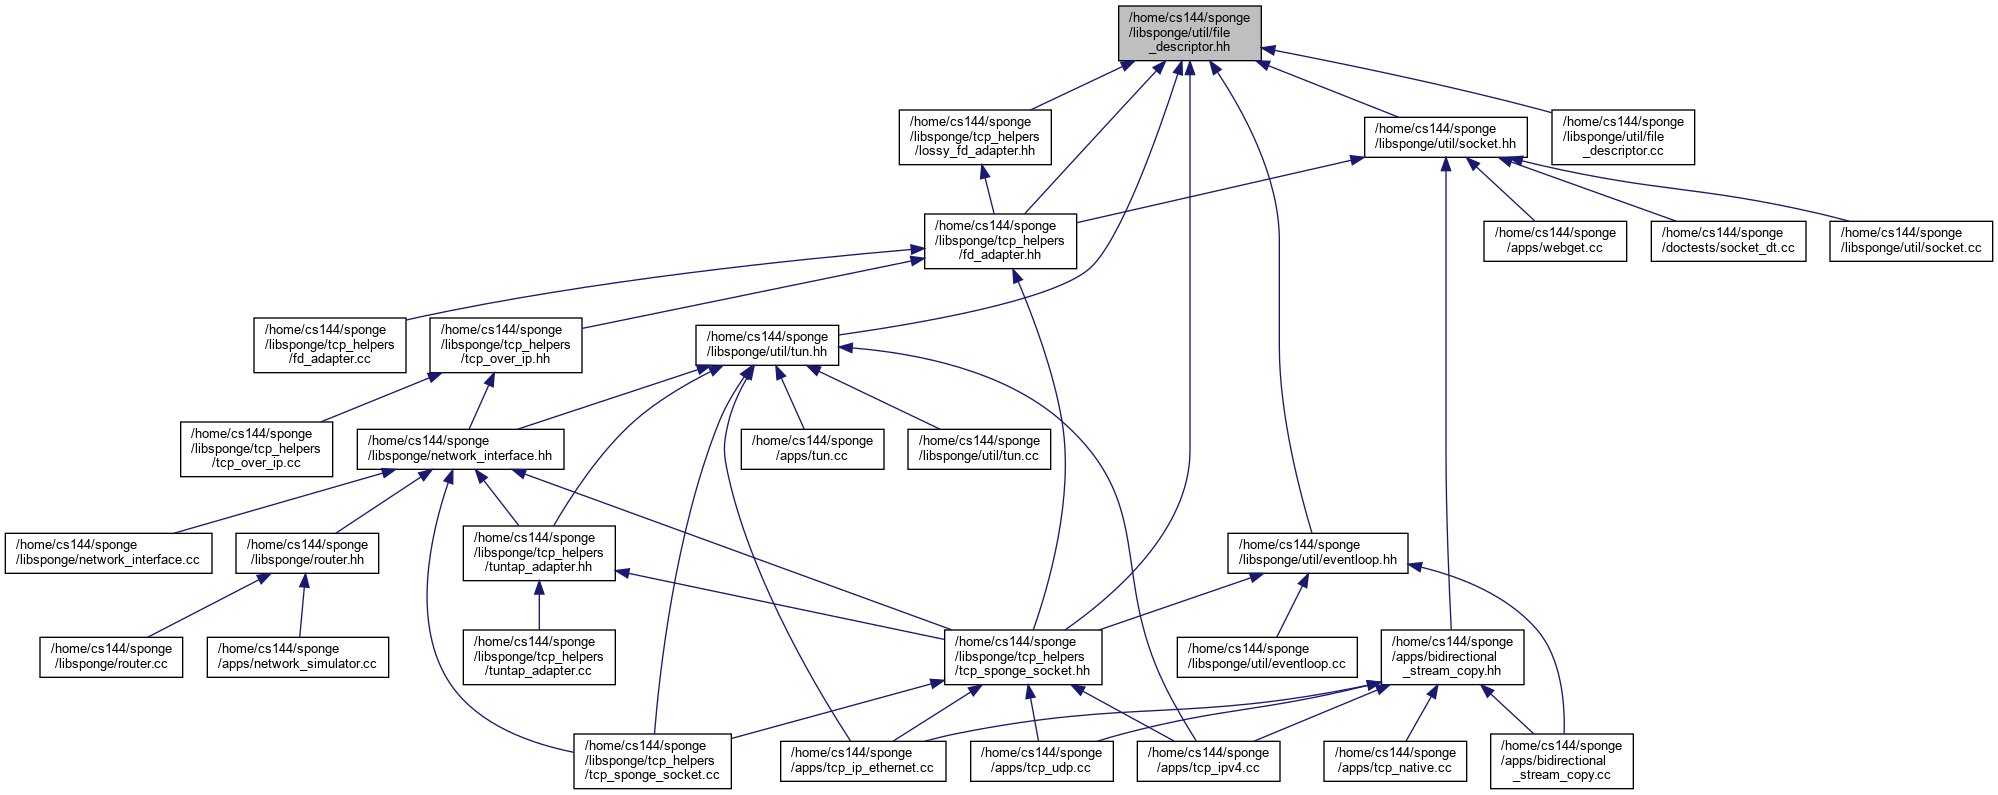 /home/cs144/sponge
/libsponge/util/file
_descriptor.hh
/home/cs144/sponge
/libsponge/tcp_helpers
/lossy_fd_adapter.hh
/home/cs144/sponge
/libsponge/util/socket.hh
/home/cs144/sponge
/libsponge/util/file
_descriptor.cc
/home/cs144/sponge
/libsponge/tcp_helpers
/fd_adapter.hh
/home/cs144/sponge
/apps/webget.cc
/home/cs144/sponge
/doctests/socket_dt.cc
/home/cs144/sponge
/libsponge/util/socket.cc
/home/cs144/sponge
/libsponge/tcp_helpers
/fd_adapter.cc
/home/cs144/sponge
/libsponge/tcp_helpers
/tcp_over_ip.hh
/home/cs144/sponge
/libsponge/util/tun.hh
/home/cs144/sponge
/libsponge/tcp_helpers
/tcp_over_ip.cc
/home/cs144/sponge
/libsponge/network_interface.hh
/home/cs144/sponge
/apps/tun.cc
/home/cs144/sponge
/libsponge/util/tun.cc
/home/cs144/sponge
/libsponge/network_interface.cc
/home/cs144/sponge
/libsponge/router.hh
/home/cs144/sponge
/libsponge/tcp_helpers
/tuntap_adapter.hh
/home/cs144/sponge
/libsponge/util/eventloop.hh
/home/cs144/sponge
/libsponge/router.cc
/home/cs144/sponge
/apps/network_simulator.cc
/home/cs144/sponge
/libsponge/tcp_helpers
/tuntap_adapter.cc
/home/cs144/sponge
/libsponge/tcp_helpers
/tcp_sponge_socket.hh
/home/cs144/sponge
/libsponge/util/eventloop.cc
/home/cs144/sponge
/apps/bidirectional
_stream_copy.hh
/home/cs144/sponge
/libsponge/tcp_helpers
/tcp_sponge_socket.cc
/home/cs144/sponge
/apps/tcp_ip_ethernet.cc
/home/cs144/sponge
/apps/tcp_udp.cc
/home/cs144/sponge
/apps/tcp_ipv4.cc
/home/cs144/sponge
/apps/tcp_native.cc
/home/cs144/sponge
/apps/bidirectional
_stream_copy.cc